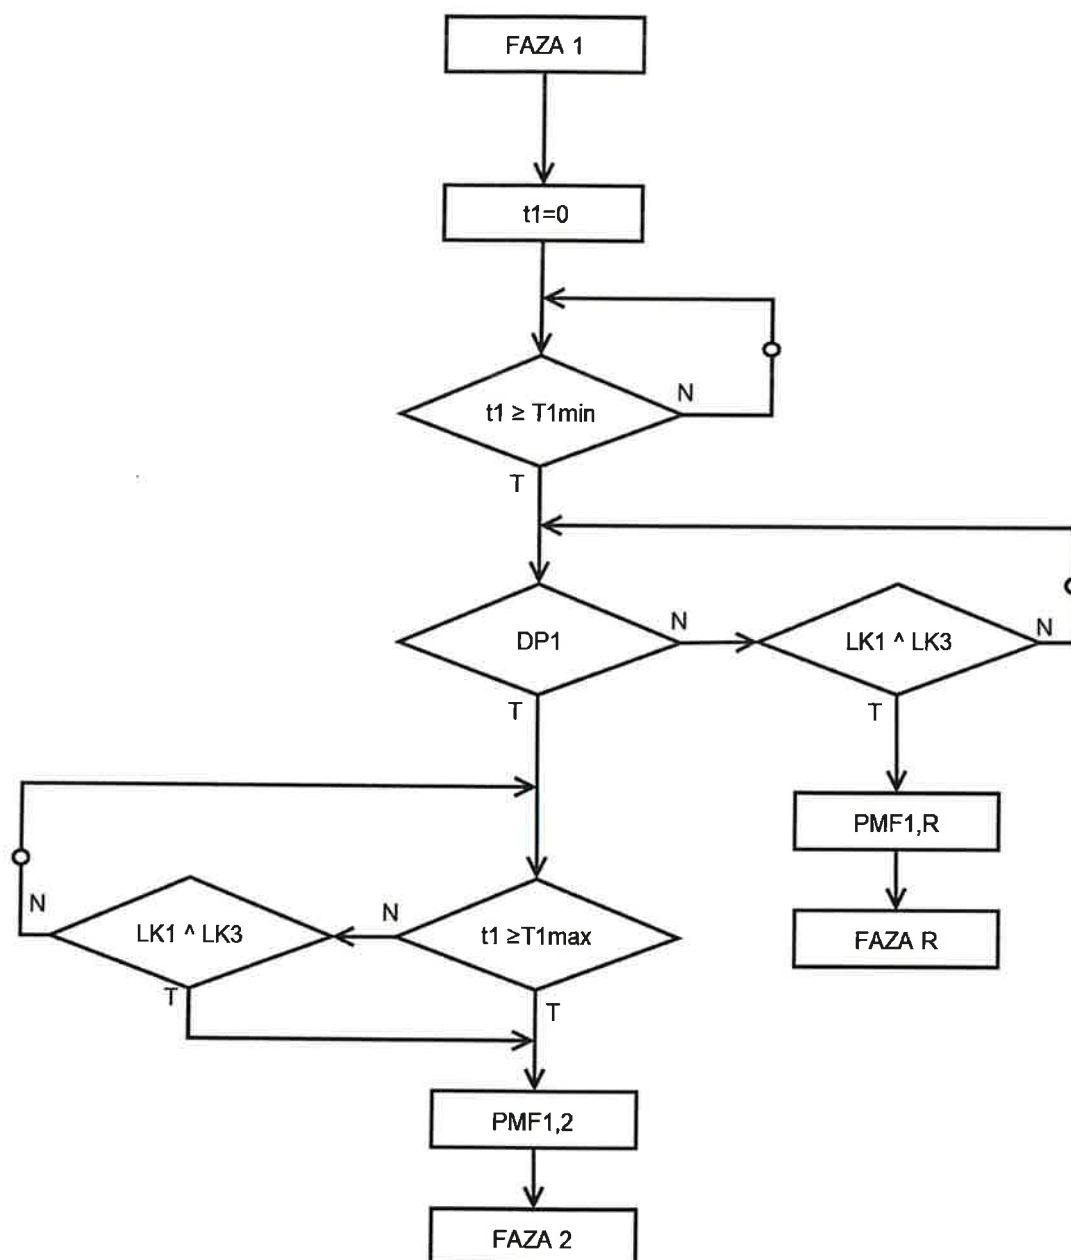 FAZA 1
t1=0
t1 ≥ T1min
N
T
DP1
N
LK1 ^ LK3
N
T
T
PMF1,R
FAZA R
N
LK1 ^ LK3
N
t1 ≥T1max
T
T
PMF1,2
FAZA 2